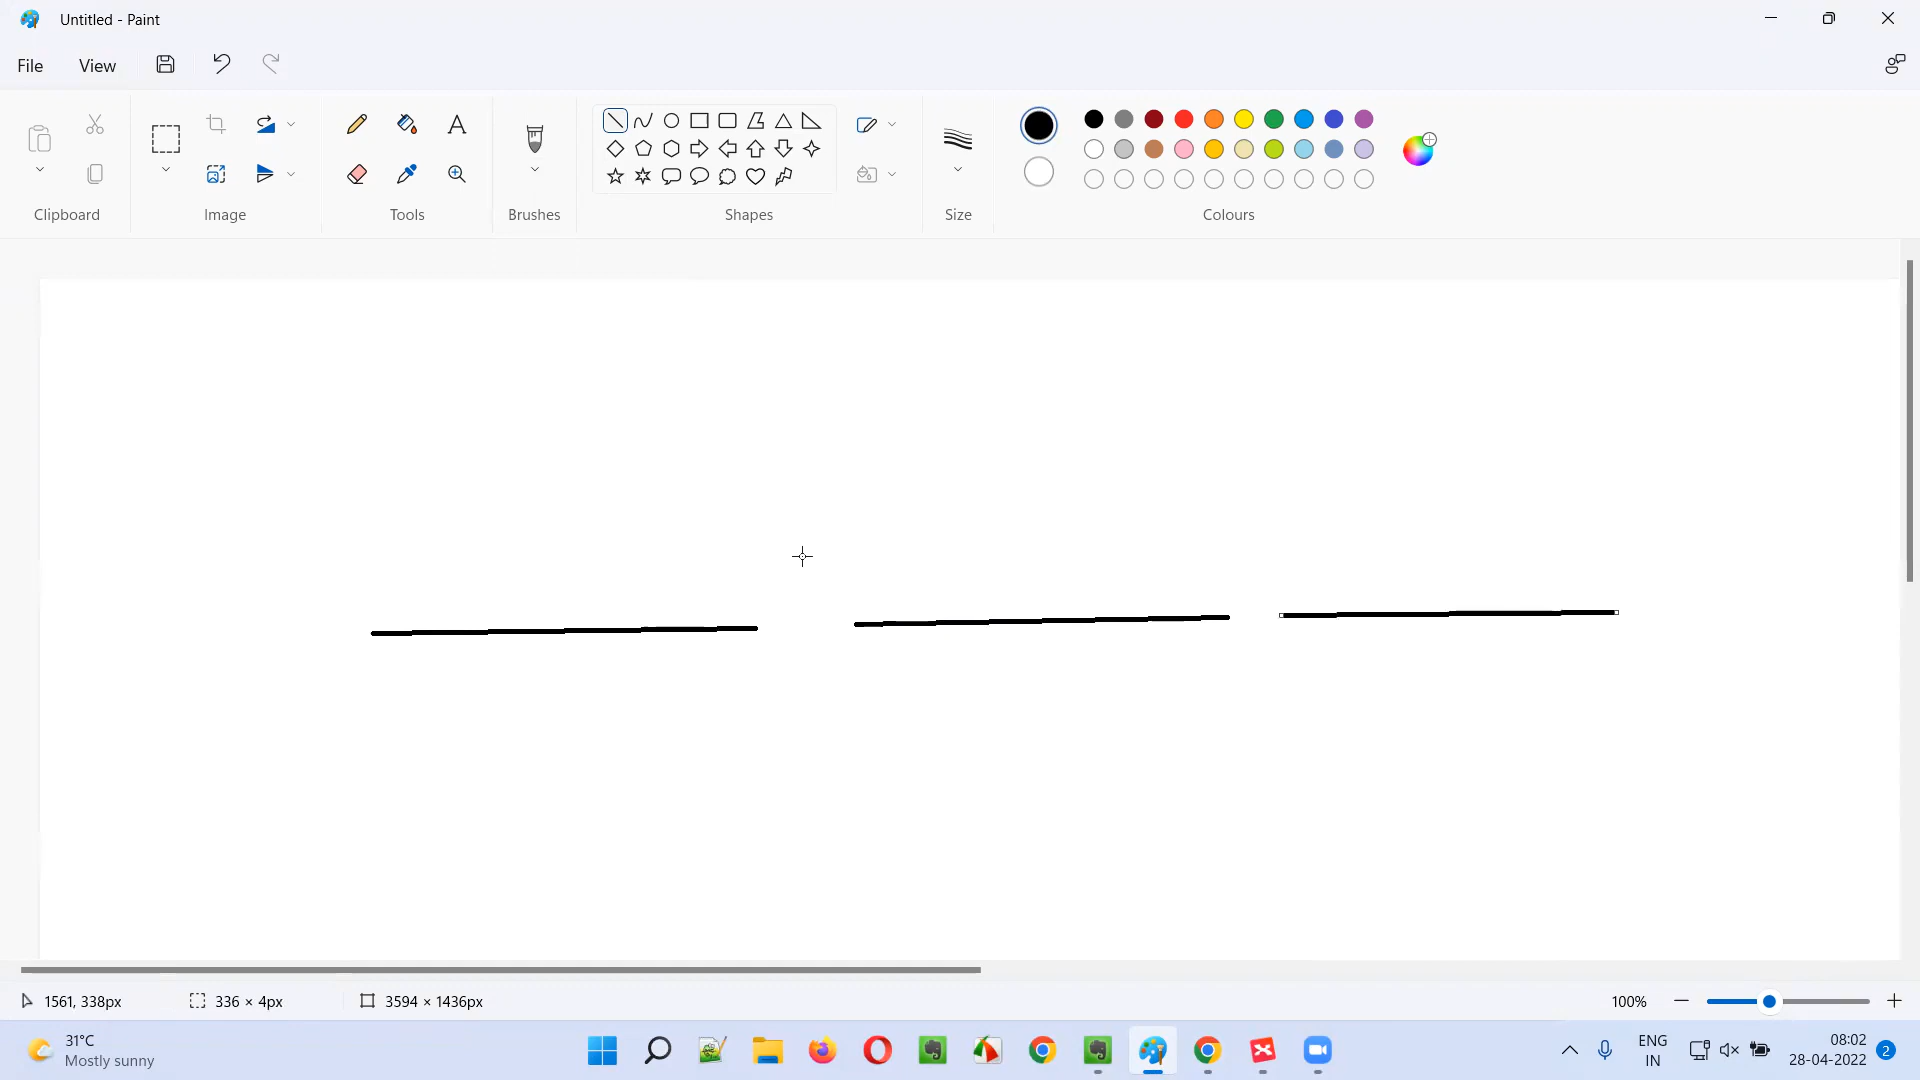 Untitled - Paint
File View
Clipboard Image Tools Brushes Shapes Size Colours
1561, 338px 336 × 4px 3594 × 1436px 100%
31°C
Mostly sunny
ENG
IN
08:02
28-04-2022
2